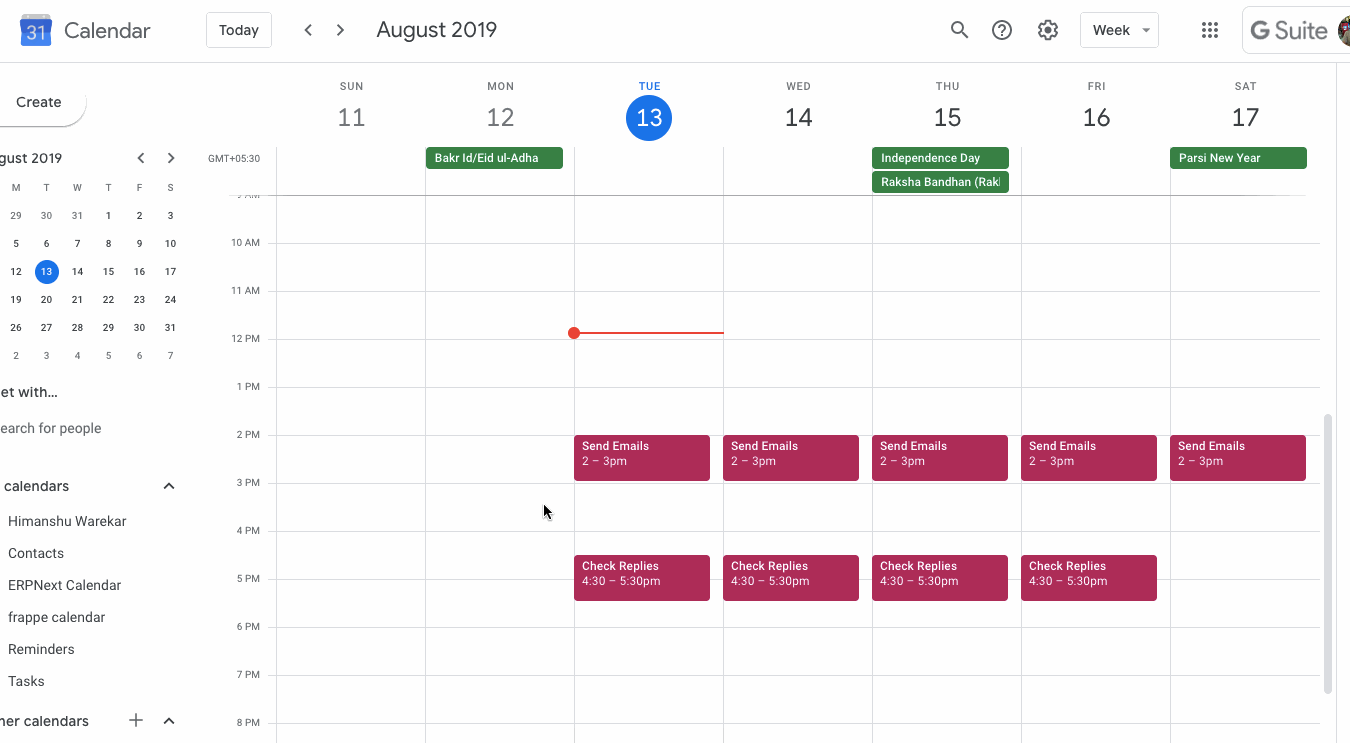 31 Calendar Today August 2019 Week G Suite
Create
SUN MON TUE WED THU FRI SAT
11 12 13 14 15 16 17
gust 2019
GMT+05:30
Bakr Id/Eid ul-Adha Independence Day Parsi New Year
Raksha Bandhan (Rak
M T W T F S
29 30 31 1 2 3
5 6 7 8 9 10
12 13 14 15 16 17
19 20 21 22 23 24
26 27 28 29 30 31
2 3 4 5 6 7
et with...
earch for people
calendars
Himanshu Warekar
Contacts
ERPNext Calendar
frappe calendar
Reminders
Tasks
ner calendars
9 AM
10 AM
11 AM
12 PM
1 PM
2 PM
Send Emails Send Emails Send Emails Send Emails Send Emails
2 – 3pm 2 – 3pm 2 – 3pm 2 – 3pm 2 – 3pm
3 PM
4 PM
Check Replies Check Replies Check Replies Check Replies
5 PM
4:30 – 5:30pm 4:30 – 5:30pm 4:30 – 5:30pm 4:30 – 5:30pm
6 PM
7 PM
8 PM